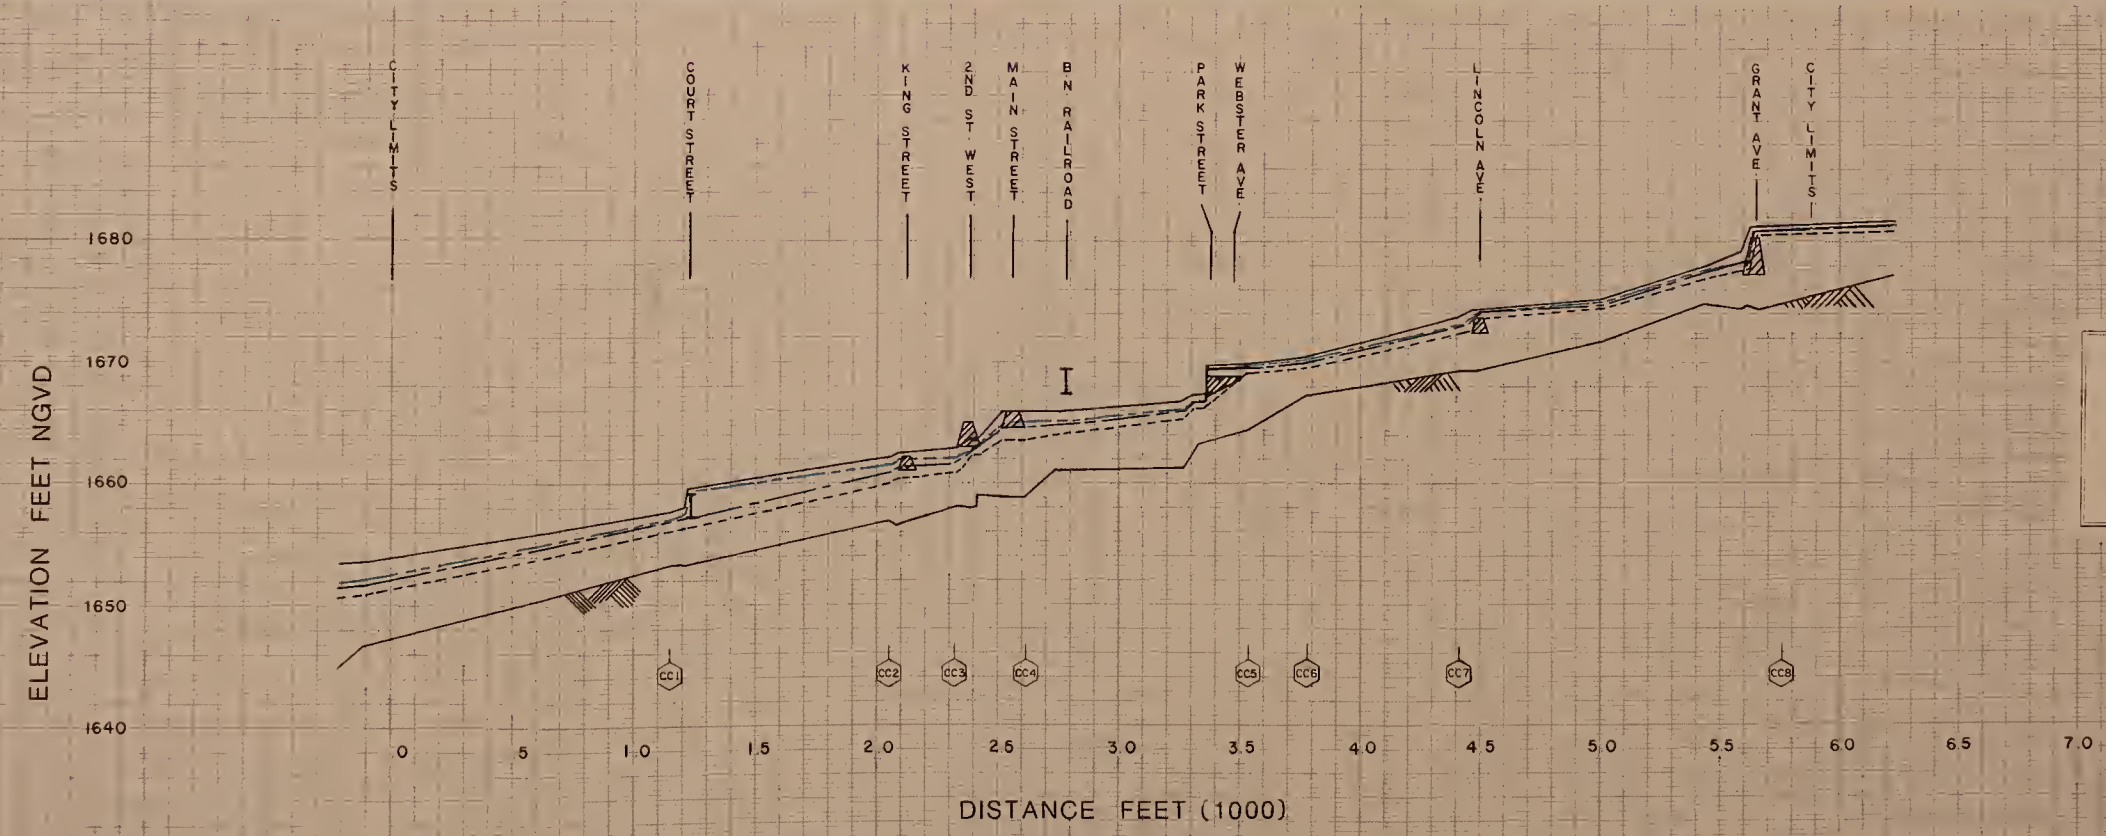 CITY LIMITS
COURT STREET
KING STREET
2ND ST. WEST
MAIN STREET
B.N. RAILROAD
PARK STREET
WEBSTER AVE
LINCOLN AVE
GRANT AVE
CITY LIMITS
1680
1670
1660
1650
1640
ELEVATION FEET NGVD
CC1 CC2 CC3 CC4 CC5 CC6 CC7 CC8
0 5 1.0 1.5 2.0 2.5 3.0 3.5 4.0 4.5 5.0 5.5 6.0 6.5 7.0
DISTANCE FEET (1000)